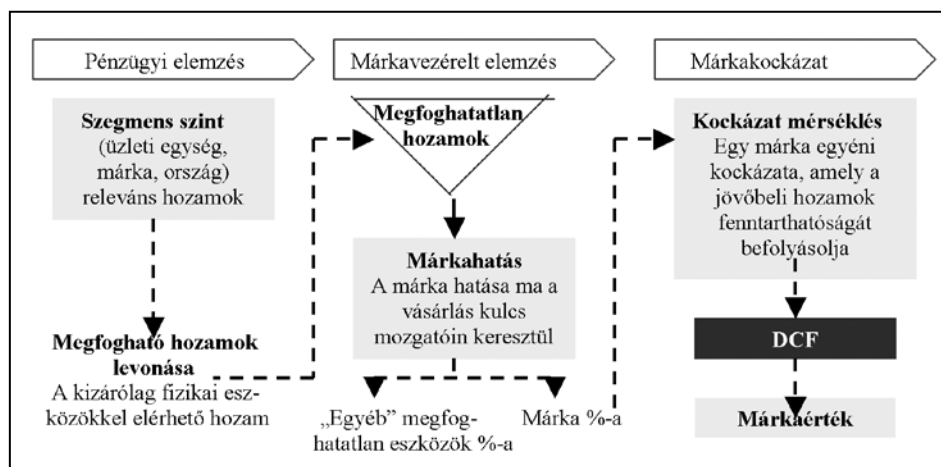 Pénzügyi elemzés
Szegmens szint
(üzleti egység,
márka, ország)
releváns hozamok
Megfogható hozamok
levonása
A kizárólag fizikai esz-
közökkel elérhető hozam
Márkavezérelt elemzés
Megfoghatatlan
hozamok
Márkahatás
A márka hatása ma a
vásárlás kulcs
mozgatóin keresztül
„Egyéb” megfog-
hatatlan eszközök %-a
Márka %-a
Márkakockázat
Kockázat mérséklés
Egy márka egyéni
kockázata, amely a
jövőbeli hozamok
fenntarthatóságát
befolyásolja
DCF
Márkaérték